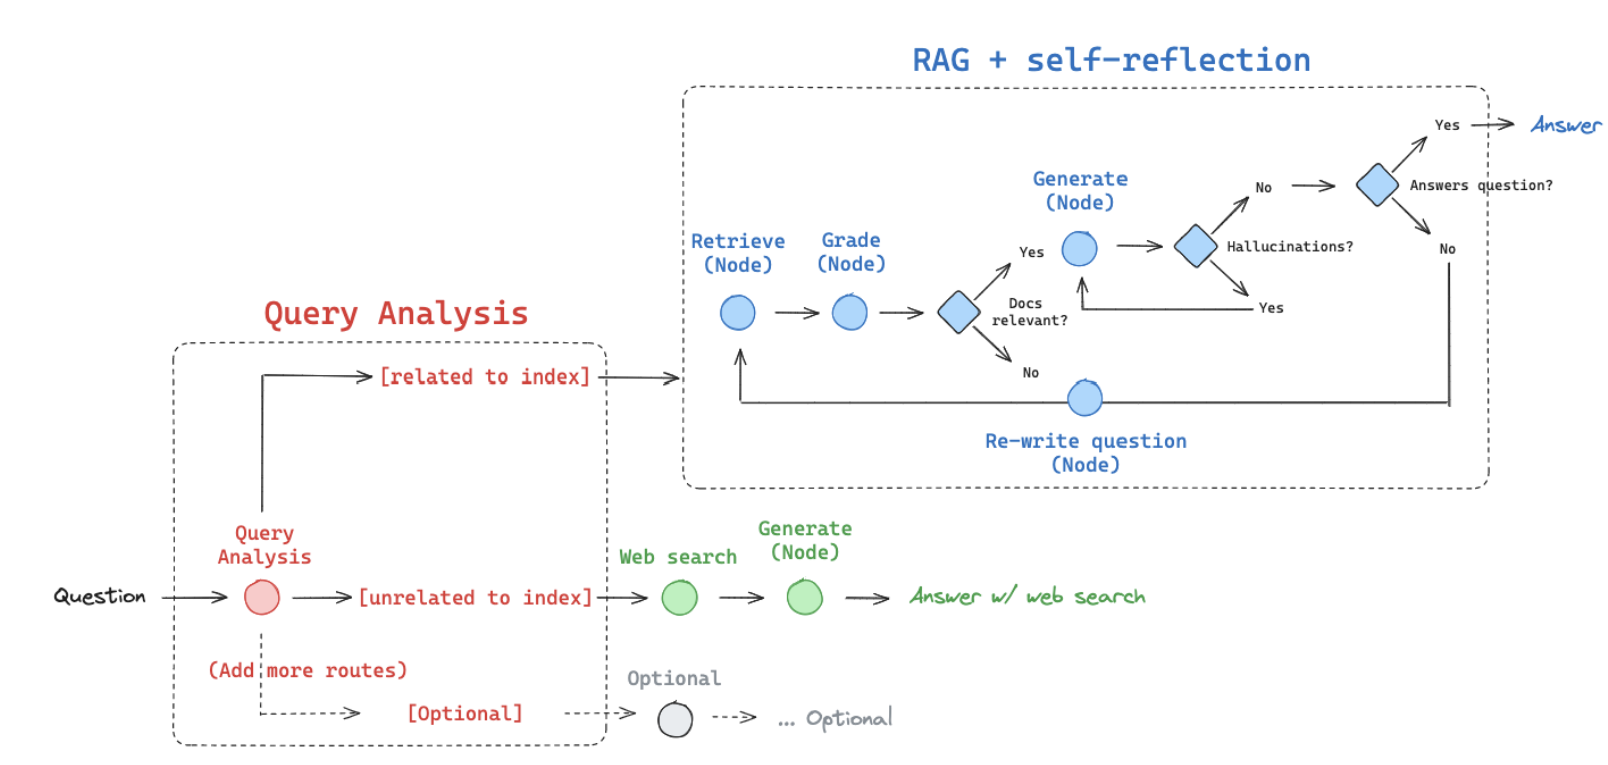 RAG + self-reflection
Yes
Answer
Generate
(Node)
No
Answers question?
Retrieve
(Node)
Grade
(Node)
Yes
Hallucinations?
No
Docs
relevant?
Yes
No
Re-write question
(Node)
Query Analysis
[related to index]
Query
Analysis
Question
[unrelated to index]
Web search
Generate
(Node)
Answer w/ web search
(Add more routes)
[Optional]
Optional
... Optional